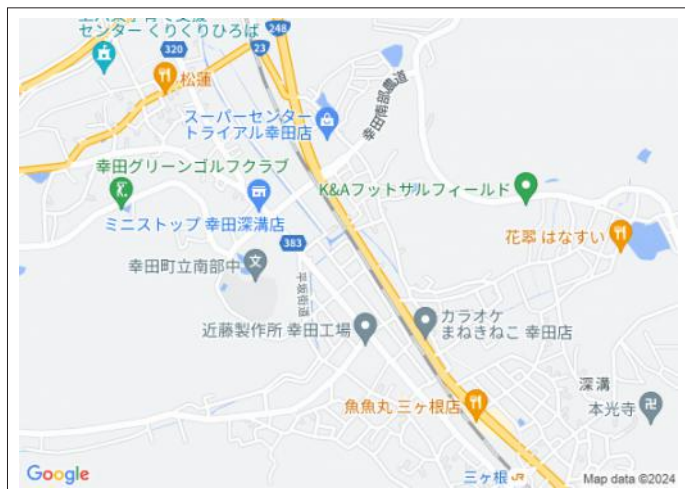 センター くりくりひろば
248
320
23
松蓮
スーパーセンター
トライアル幸田店
幸田南部農道
幸田グリーンゴルフクラブ
K&Aフットサルフィールド
ミニストップ 幸田深溝店
花翠 はなすい
383
幸田町立南部中
平坂街道
カラオケ
まねきねこ 幸田店
近藤製作所 幸田工場
深溝
魚魚丸 三ヶ根店
本光寺
三ヶ根
JR
Google
Map data ©2024